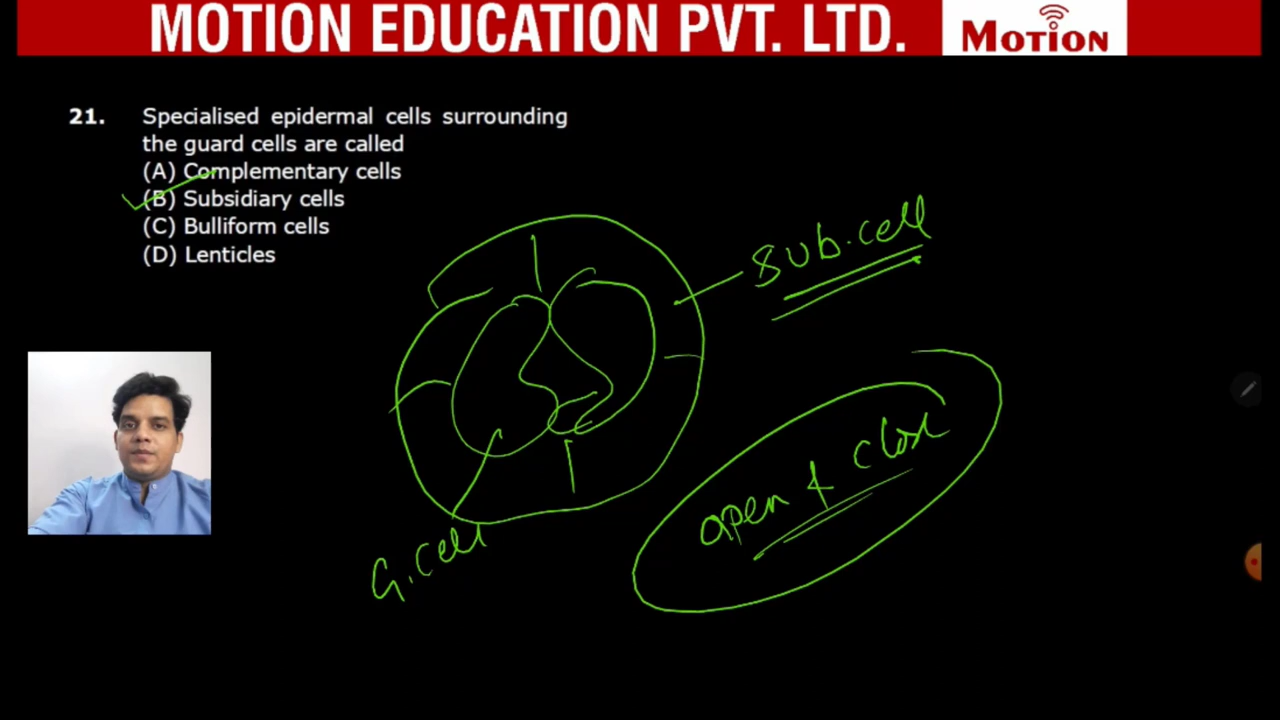 MOTION EDUCATION PVT. LTD.
MOTION
21. Specialised epidermal cells surrounding
the guard cells are called
(A) Complementary cells
(B) Subsidiary cells
(C) Bulliform cells
(D) Lenticles
Sub.cell
open & close
G.cell